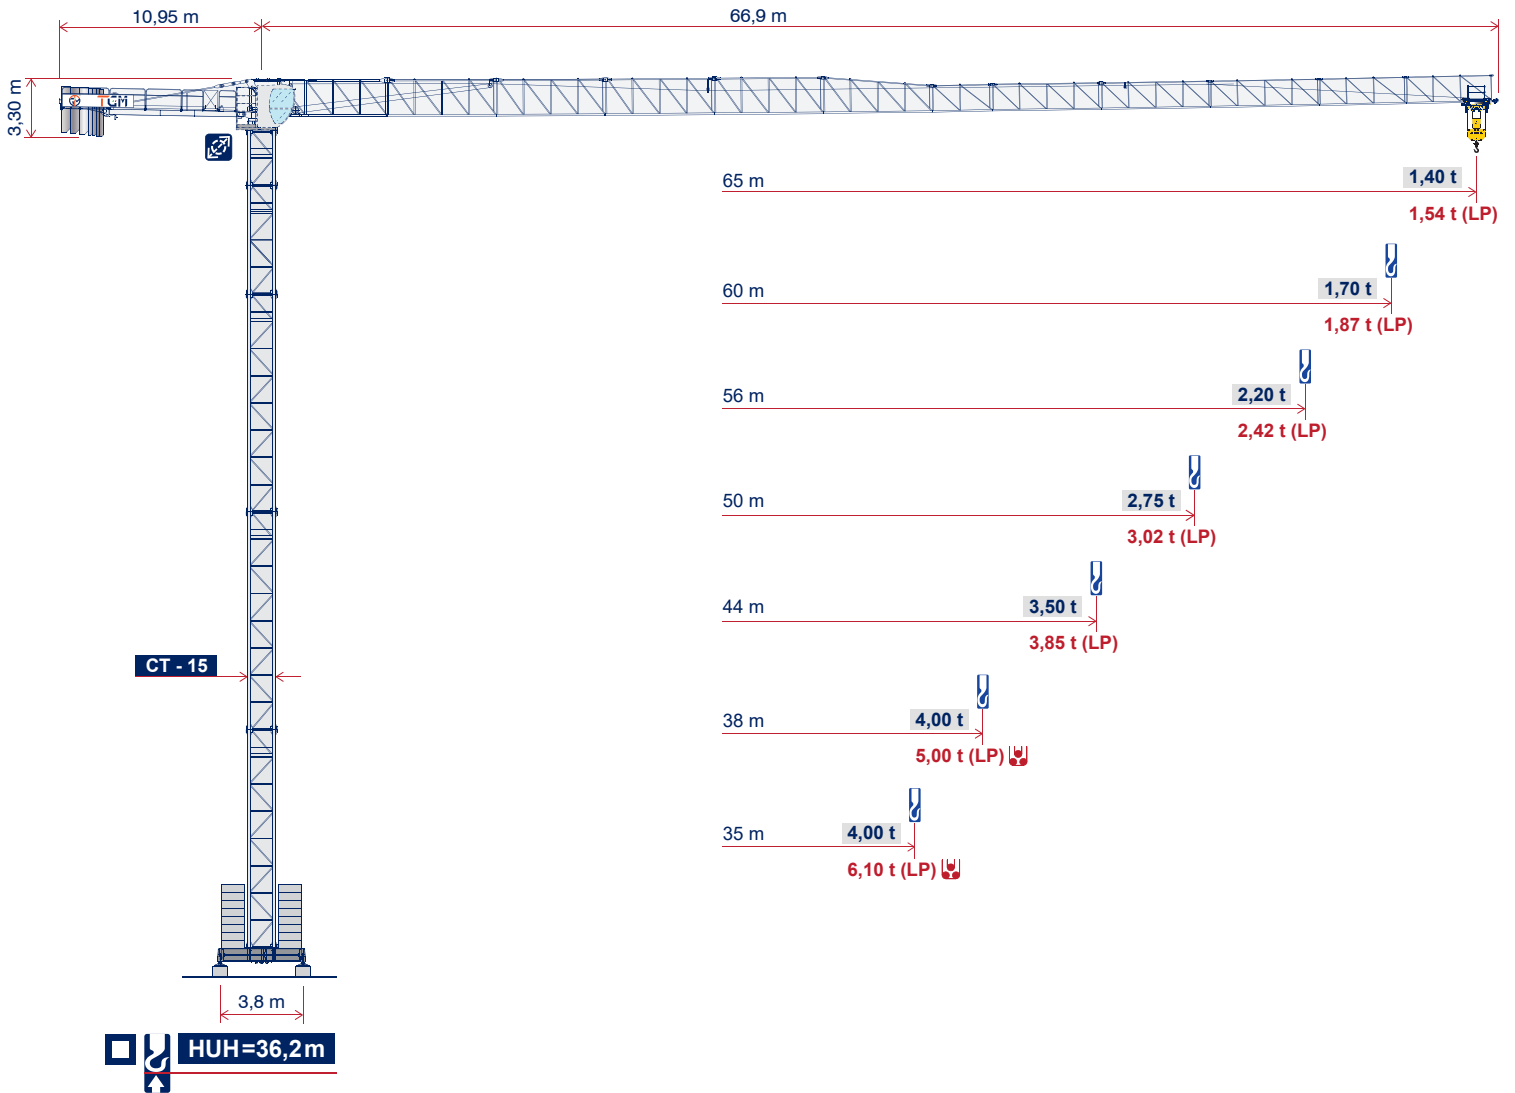 10,95 m
66,9 m
3,30 m
TGM
65 m
1,40 t
1,54 t (LP)
60 m
1,70 t
1,87 t (LP)
56 m
2,20 t
2,42 t (LP)
50 m
2,75 t
3,02 t (LP)
44 m
3,50 t
3,85 t (LP)
CT - 15
38 m
4,00 t
5,00 t (LP)
35 m
4,00 t
6,10 t (LP)
3,8 m
HUH=36,2m